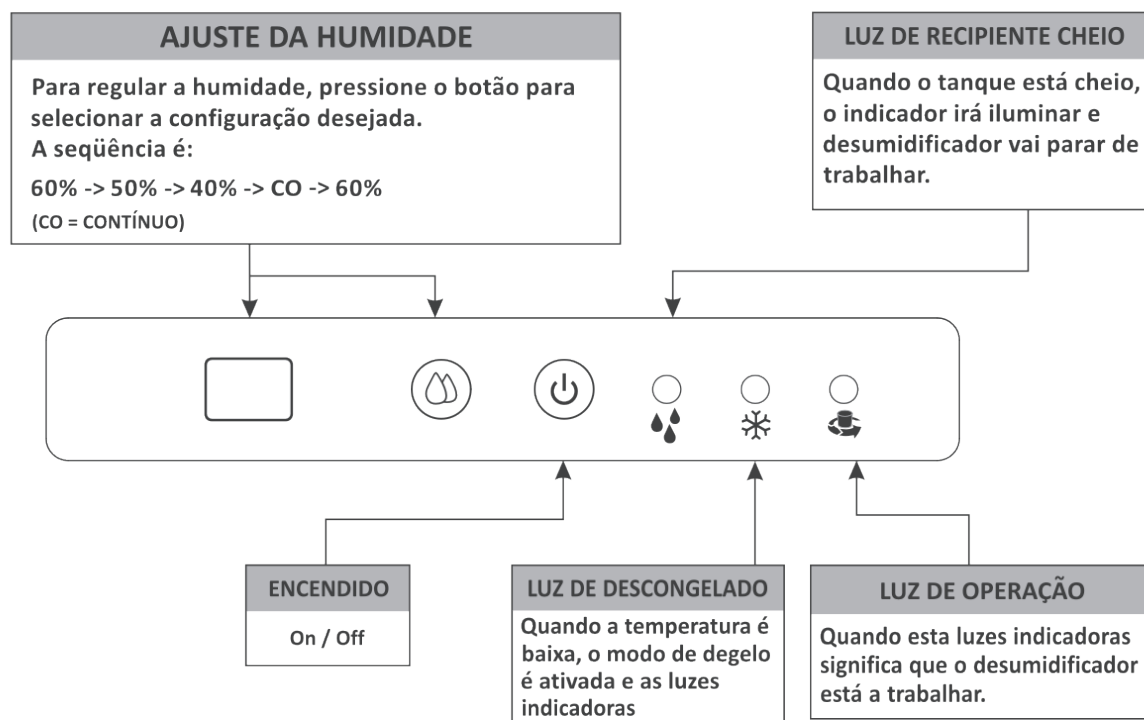 AJUSTE DA HUMIDADE
Para regular a humidade, pressione o botão para
selecionar a configuração desejada.
A seqüência é:
60% -> 50% -> 40% -> CO -> 60%
(CO = CONTÍNUO)
LUZ DE RECIPIENTE CHEIO
Quando o tanque está cheio,
o indicador irá iluminar e
desumidificador vai parar de
trabalhar.
ENCENDIDO
On / Off
LUZ DE DESCONGELADO
Quando a temperatura é
baixa, o modo de degelo
é ativada e as luzes
indicadoras
LUZ DE OPERAÇÃO
Quando esta luzes indicadoras
significa que o desumidificador
está a trabalhar.